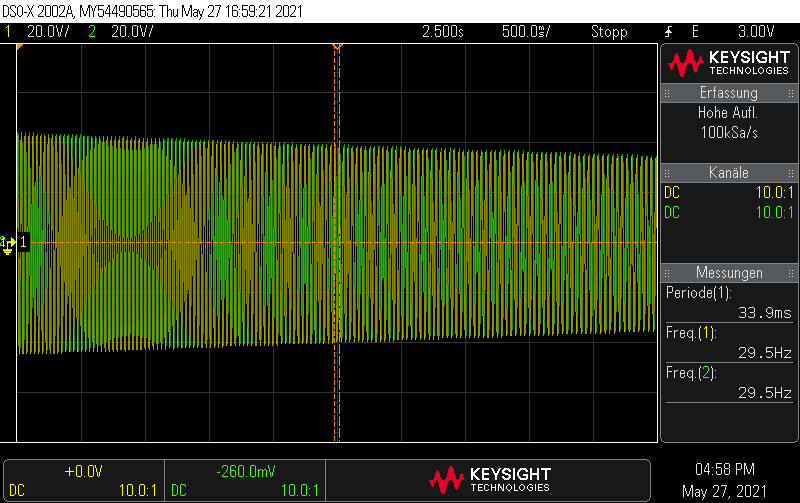 DSO-X 2002A, MY54490565: Thu May 27 16:59:21 2021
1 20.0V/ 2 20.0V/ 2.500s 500.0ms/ Stopp E 3.00V
KEYSIGHT
TECHNOLOGIES
Erfassung
Hohe Aufl.
100kSa/s
Kanäle
DC 10.0:1
DC 10.0:1
1
Messungen
Periode(1):
33.9ms
Freq.(1):
29.5Hz
Freq.(2):
29.5Hz
+0.0V -260.0mV
DC 10.0:1 DC 10.0:1
KEYSIGHT
TECHNOLOGIES
04:58 PM
May 27, 2021